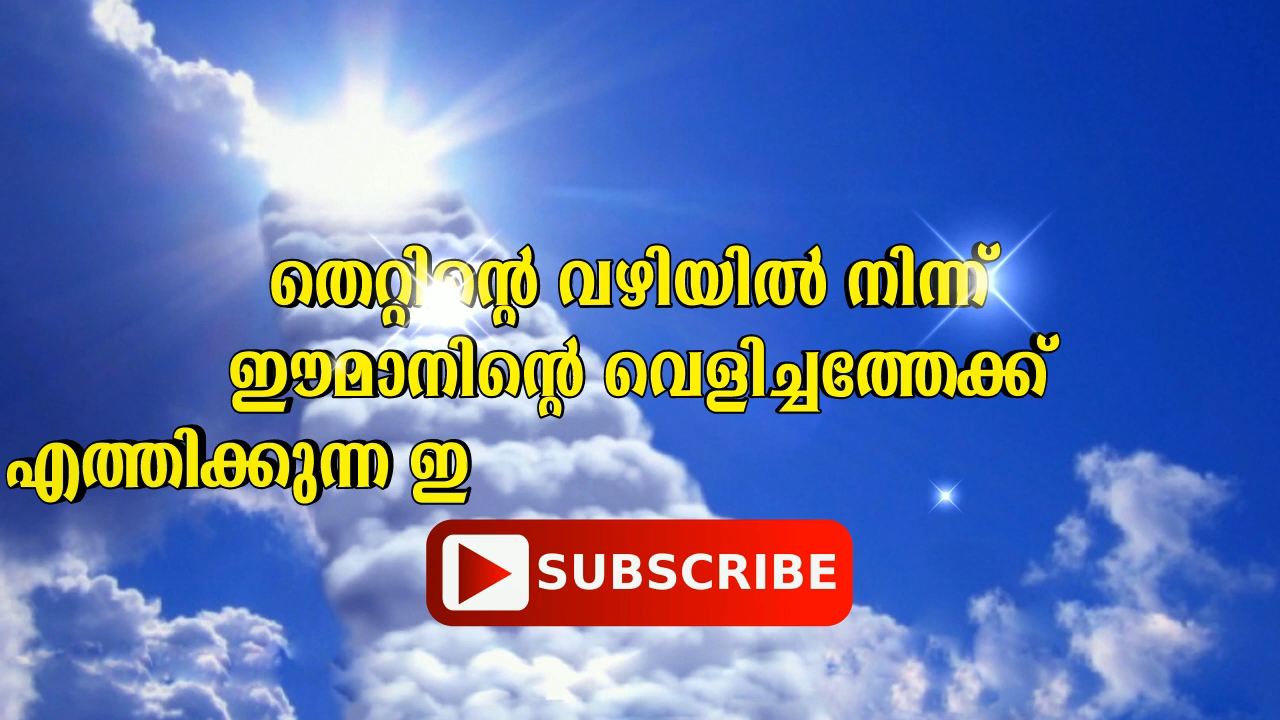 തെറ്റിന്റെ വഴിയിൽ നിന്ന്
ഈമാനിന്റെ വെളിച്ചത്തേക്ക്
എത്തിക്കുന്ന ഇ
SUBSCRIBE